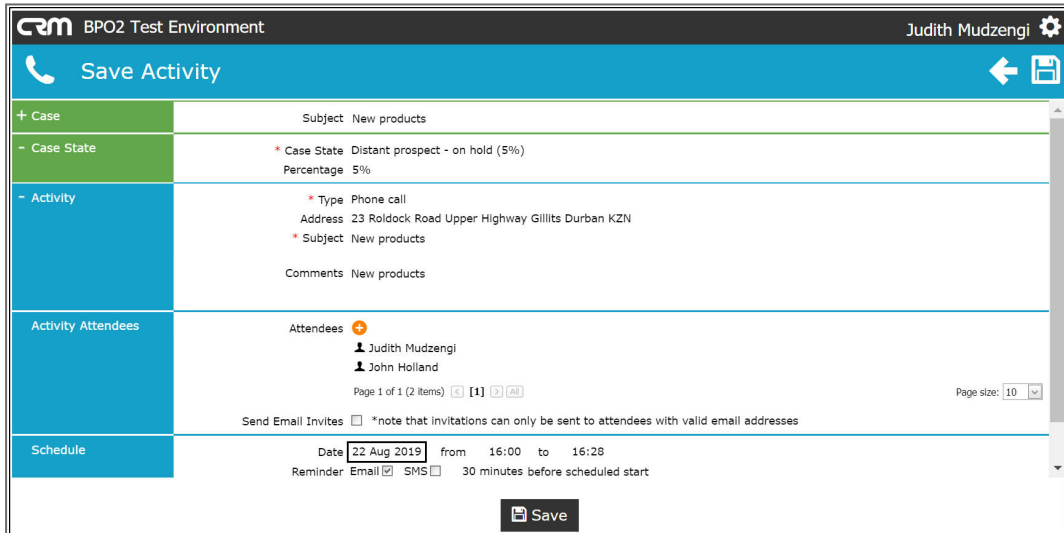 CRM BPO2 Test Environment Judith Mudzengi
Save Activity
+ Case Subject New products
- Case State * Case State Distant prospect - on hold (5%)
Percentage 5%
- Activity * Type Phone call
Address 23 Roldock Road Upper Highway Gillits Durban KZN
* Subject New products
Comments New products
Activity Attendees Attendees
Judith Mudzengi
John Holland
Page 1 of 1 (2 items) < [1] > All Page size: 10
Send Email Invites *note that invitations can only be sent to attendees with valid email addresses
Schedule Date 22 Aug 2019 from 16:00 to 16:28
Reminder Email SMS 30 minutes before scheduled start
Save